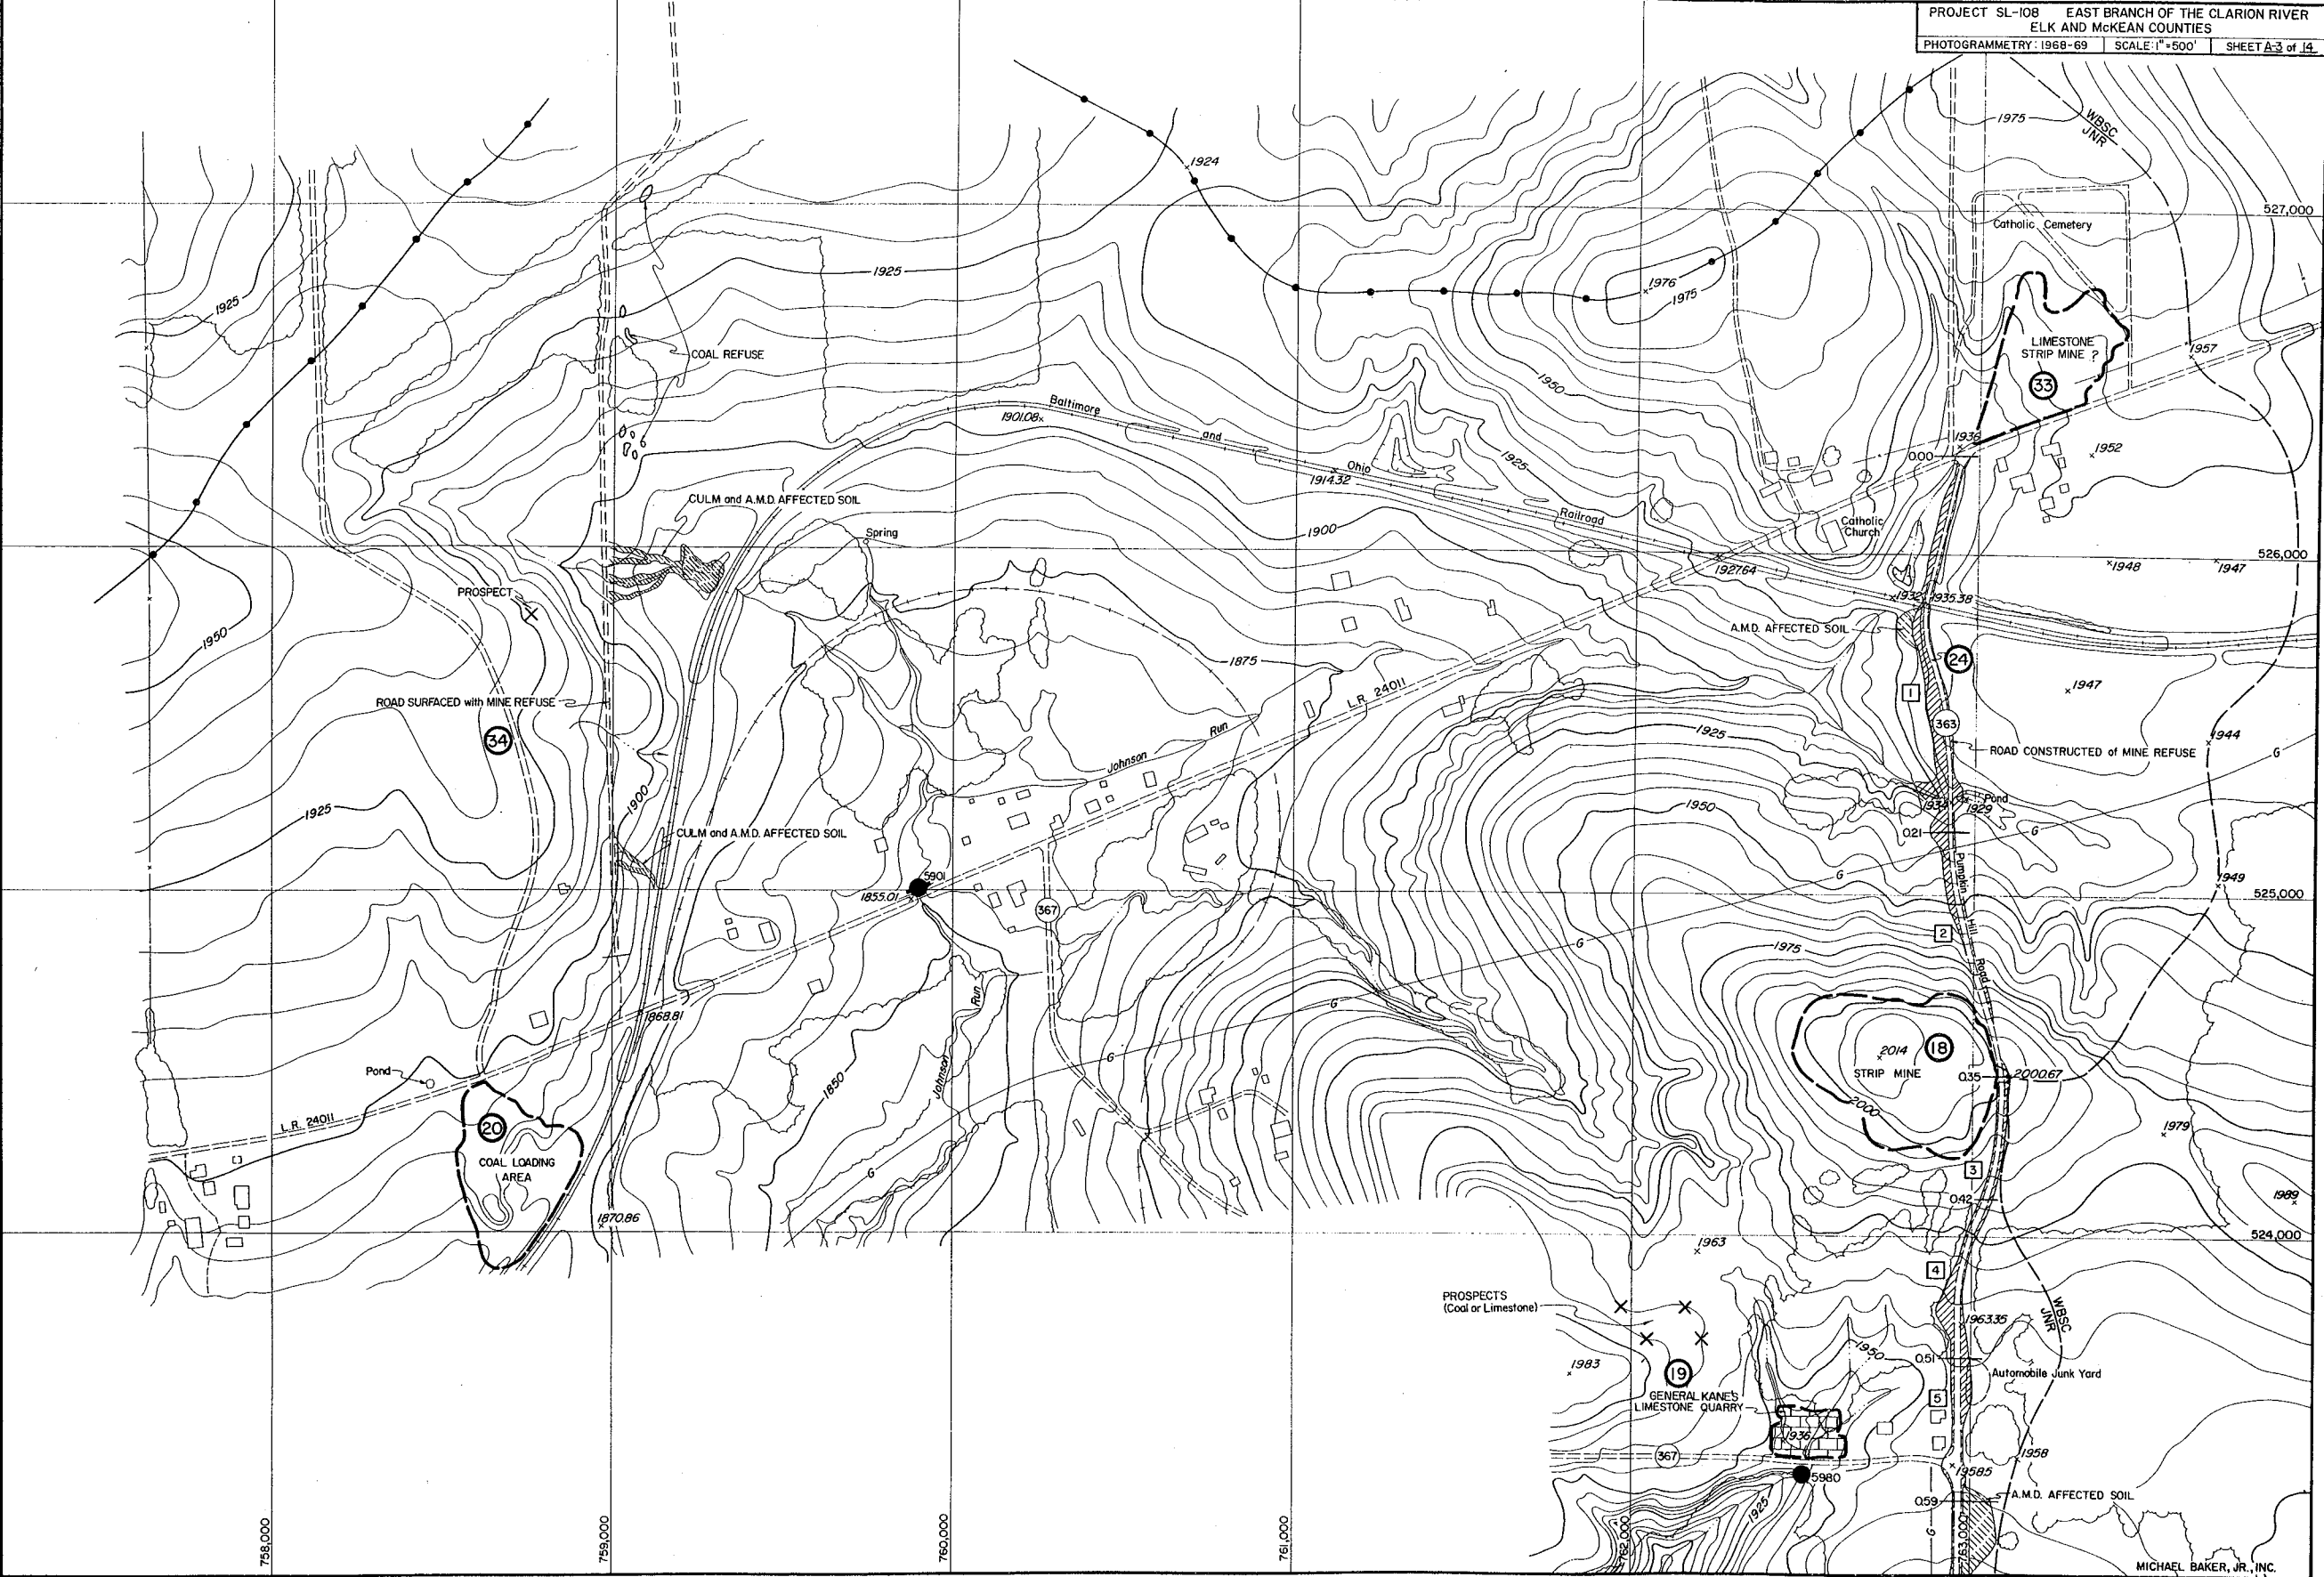 PROJECT SL-108 EAST BRANCH OF THE CLARION RIVER
ELK AND McKEAN COUNTIES
PHOTOGRAMMETRY: 1968-69 SCALE: 1"=500' SHEET A-3 of 14
1975
WBSC
JNR
1924
527,000
Catholic Cemetery
1925
1976
1975
1925
LIMESTONE
STRIP MINE ?
1957
COAL REFUSE
33
1950
Baltimore
1901.08
and
1936
1952
0.00
Ohio
1925
1914.32
CULM and A.M.D. AFFECTED SOIL
Railroad
Catholic
Church
Spring
1900
526,000
1927.64
1948
1947
PROSPECT
1932
1935.38
A.M.D. AFFECTED SOIL
1950
24
1875
1947
1
L.R. 24011
ROAD SURFACED with MINE REFUSE
363
34
Run
1925
1944
ROAD CONSTRUCTED of MINE REFUSE
G
Johnson
1900
1950
Pond
1934
1929
1925
0.21
G
CULM and A.M.D. AFFECTED SOIL
Pumpkin
G
5901
1949
1855.01
525,000
367
Hill
2
G
1975
Road
Run
G
1868.81
2014
18
G
Pond
STRIP MINE
0.35
2000.67
1850
Johnson
2000
L.R. 24011
20
1979
COAL LOADING
AREA
3
G
0.42
1989
1870.86
524,000
1963
4
PROSPECTS
(Coal or Limestone)
WBSC
JNR
1963.35
1950
0.51
1983
19
Automobile Junk Yard
GENERAL KANE'S
LIMESTONE QUARRY
5
1936
367
1958
1958.5
5980
A.M.D. AFFECTED SOIL
0.59
1925
G
758,000
759,000
760,000
761,000
762,000
763,000
MICHAEL BAKER, JR., INC.